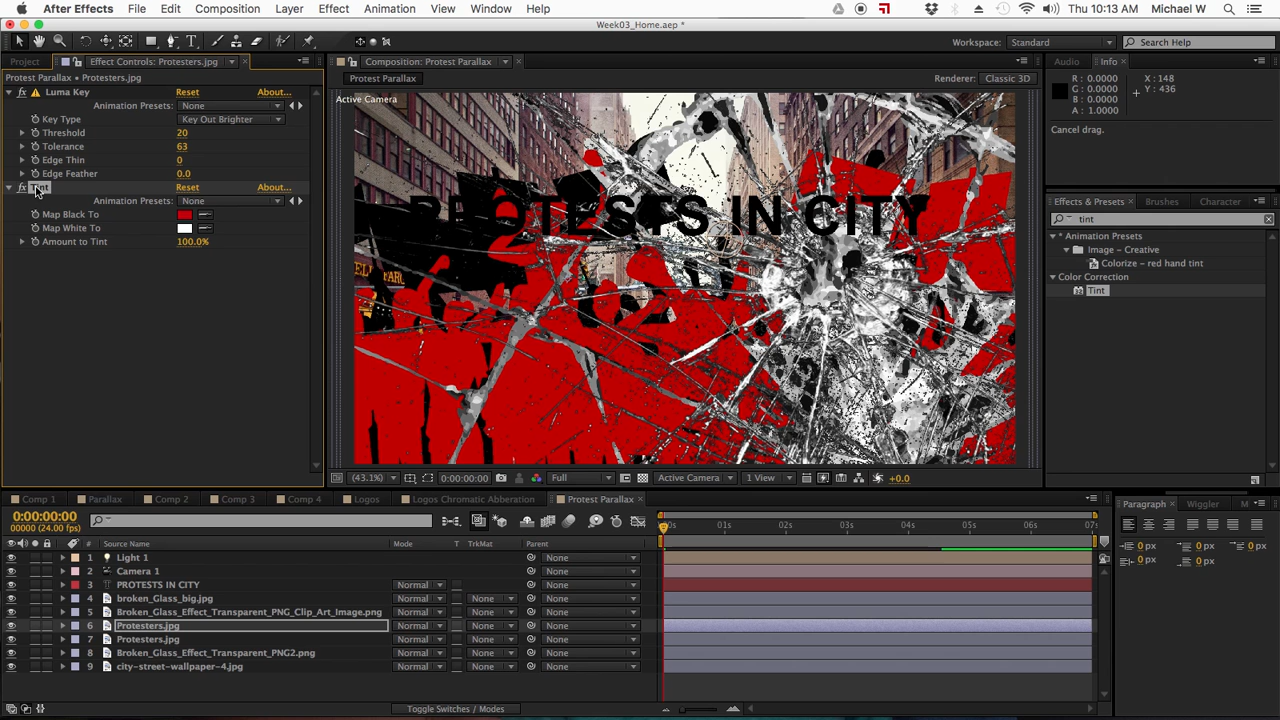 After Effects File Edit Composition Layer Effect Animation View Window Help Thu 10:13 AM Michael W
Week03_Home.aep *
Workspace: Standard Search Help
Project Effect Controls: Protesters.jpg Composition: Protest Parallax Audio Info
Protest Parallax • Protesters.jpg Protest Parallax Renderer: Classic 3D
Luma Key Reset About...
Animation Presets: None
Key Type Key Out Brighter
Threshold 20
Tolerance 63
Edge Thin 0
Edge Feather 0.0
Tint Reset About...
Animation Presets: None
Map Black To
Map White To
Amount to Tint 100.0%
Active Camera
PROTESTS IN CITY
(43.1%) 0:00:00:00 Full Active Camera 1 View +0.0
R: 0.0000 X: 148
G: 0.0000 Y: 436
B: 0.0000
A: 1.0000
Cancel drag.
Effects & Presets Brushes Character
tint
* Animation Presets
Image – Creative
Colorize - red hand tint
Color Correction
Tint
Comp 1 Parallax Comp 2 Comp 3 Comp 4 Logos Logos Chromatic Abberation Protest Parallax
0:00:00:00
00000 (24.00 fps)
0s 01s 02s 03s 04s 05s 06s 07s
# Source Name Mode T TrkMat Parent
1 Light 1 None
2 Camera 1 None
3 PROTESTS IN CITY Normal None
4 broken_Glass_big.jpg Normal None None
5 Broken_Glass_Effect_Transparent_PNG_Clip_Art_Image.png Normal None None
6 Protesters.jpg Normal None None
7 Protesters.jpg Normal None None
8 Broken_Glass_Effect_Transparent_PNG2.png Normal None None
9 city-street-wallpaper-4.jpg Normal None None
Toggle Switches / Modes
Paragraph Wiggler M
0 px 0 px 0 px
0 px 0 px